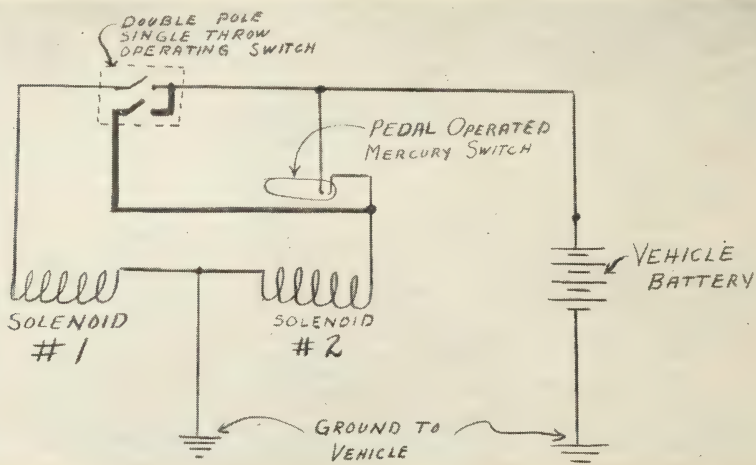 DOUBLE POLE
SINGLE THROW
OPERATING SWITCH
PEDAL OPERATED
MERCURY SWITCH
VEHICLE
BATTERY
SOLENOID
#1
SOLENOID
#2
GROUND TO
VEHICLE